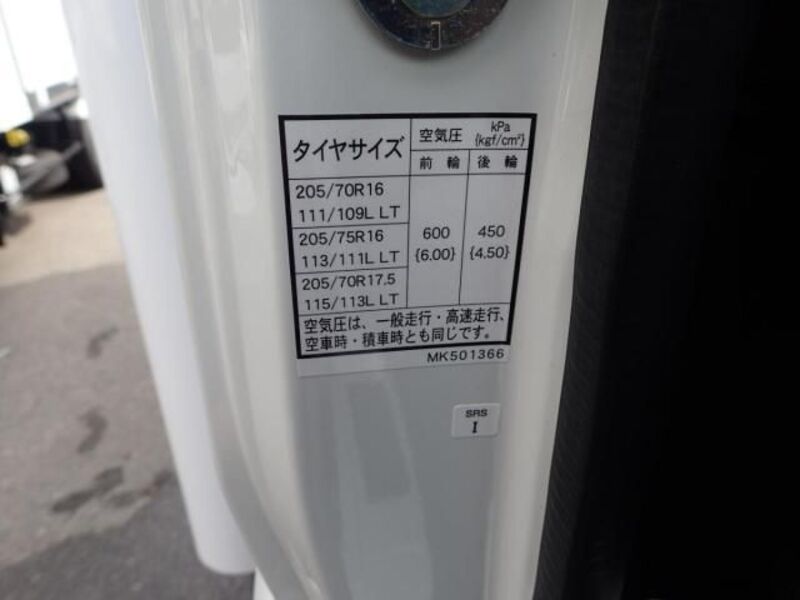 タイヤサイズ
空気圧 kPa
{kgf/cm²}
前輪 後輪
205/70R16
111/109L LT
205/75R16
113/111L LT
205/70R17.5
115/113L LT
600 450
{6.00} {4.50}
空気圧は、一般走行・高速走行、
空車時・積車時とも同じです。
MK501366
SRS
I